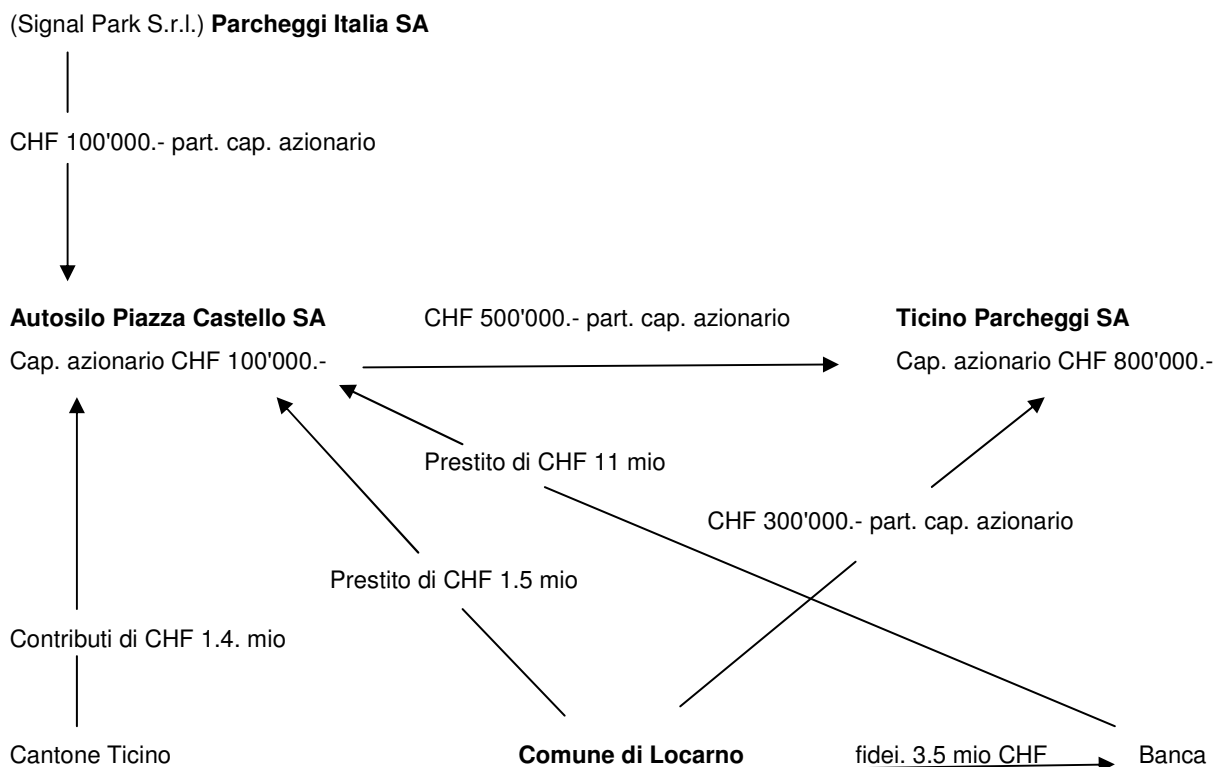 (Signal Park S.r.l.) Parcheggi Italia SA
CHF 100'000.- part. cap. azionario
Autosilo Piazza Castello SA
CHF 500'000.- part. cap. azionario
Ticino Parcheggi SA
Cap. azionario CHF 100'000.-
Cap. azionario CHF 800'000.-
Prestito di CHF 11 mio
CHF 300'000.- part. cap. azionario
Prestito di CHF 1.5 mio
Contributi di CHF 1.4. mio
Cantone Ticino
Comune di Locarno
fidei. 3.5 mio CHF
Banca